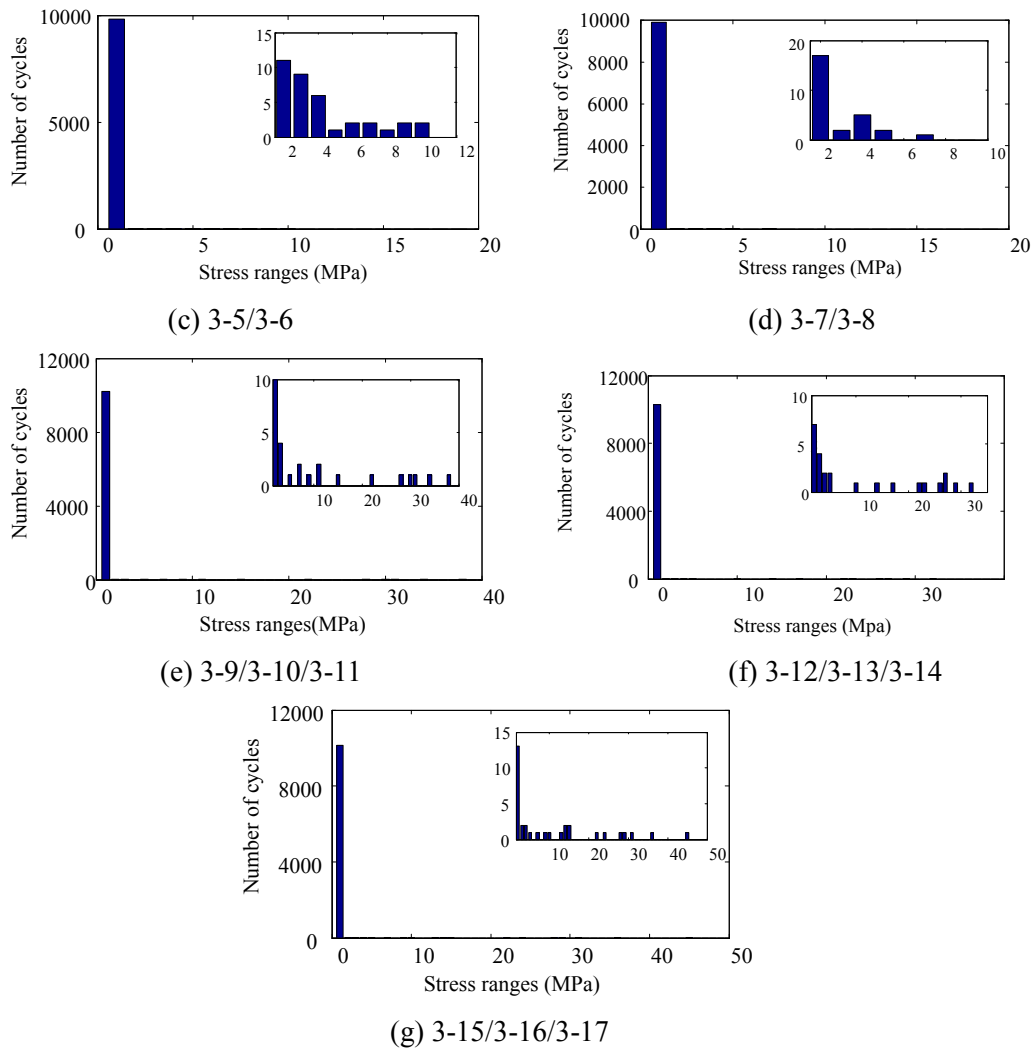 10000
5000
0
Number of cycles
15
10
5
0
2 4 6 8 10 12
0 5 10 15 20
Stress ranges (MPa)
(c) 3-5/3-6
10000
8000
6000
4000
2000
0
Number of cycles
20
10
0
2 4 6 8 10
0 5 10 15 20
Stress ranges (MPa)
(d) 3-7/3-8
12000
8000
4000
0
Number of cycles
10
5
0
10 20 30 40
0 10 20 30 40
Stress ranges(MPa)
(e) 3-9/3-10/3-11
12000
8000
4000
0
Number of cycles
10
5
0
10 20 30
0 10 20 30
Stress ranges (Mpa)
(f) 3-12/3-13/3-14
12000
8000
4000
0
Number of cycles
15
10
5
0
10 20 30 40 50
0 10 20 30 40 50
Stress ranges (MPa)
(g) 3-15/3-16/3-17